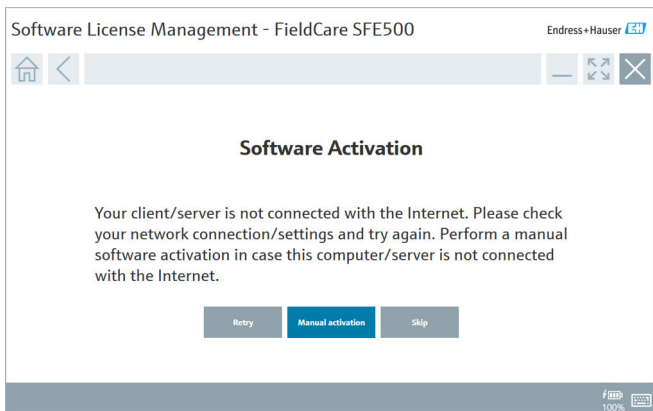 Software License Management - FieldCare SFE500
Endress+Hauser EH
Software Activation
Your client/server is not connected with the Internet. Please check
your network connection/settings and try again. Perform a manual
software activation in case this computer/server is not connected
with the Internet.
Retry
Manual activation
Skip
100%